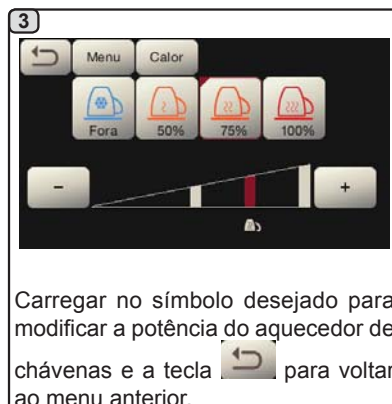 3
Menu Calor
Fora 50% 75% 100%
- +
Carregar no símbolo desejado para
modificar a potência do aquecedor de
chávenas e a tecla para voltar
ao menu anterior.